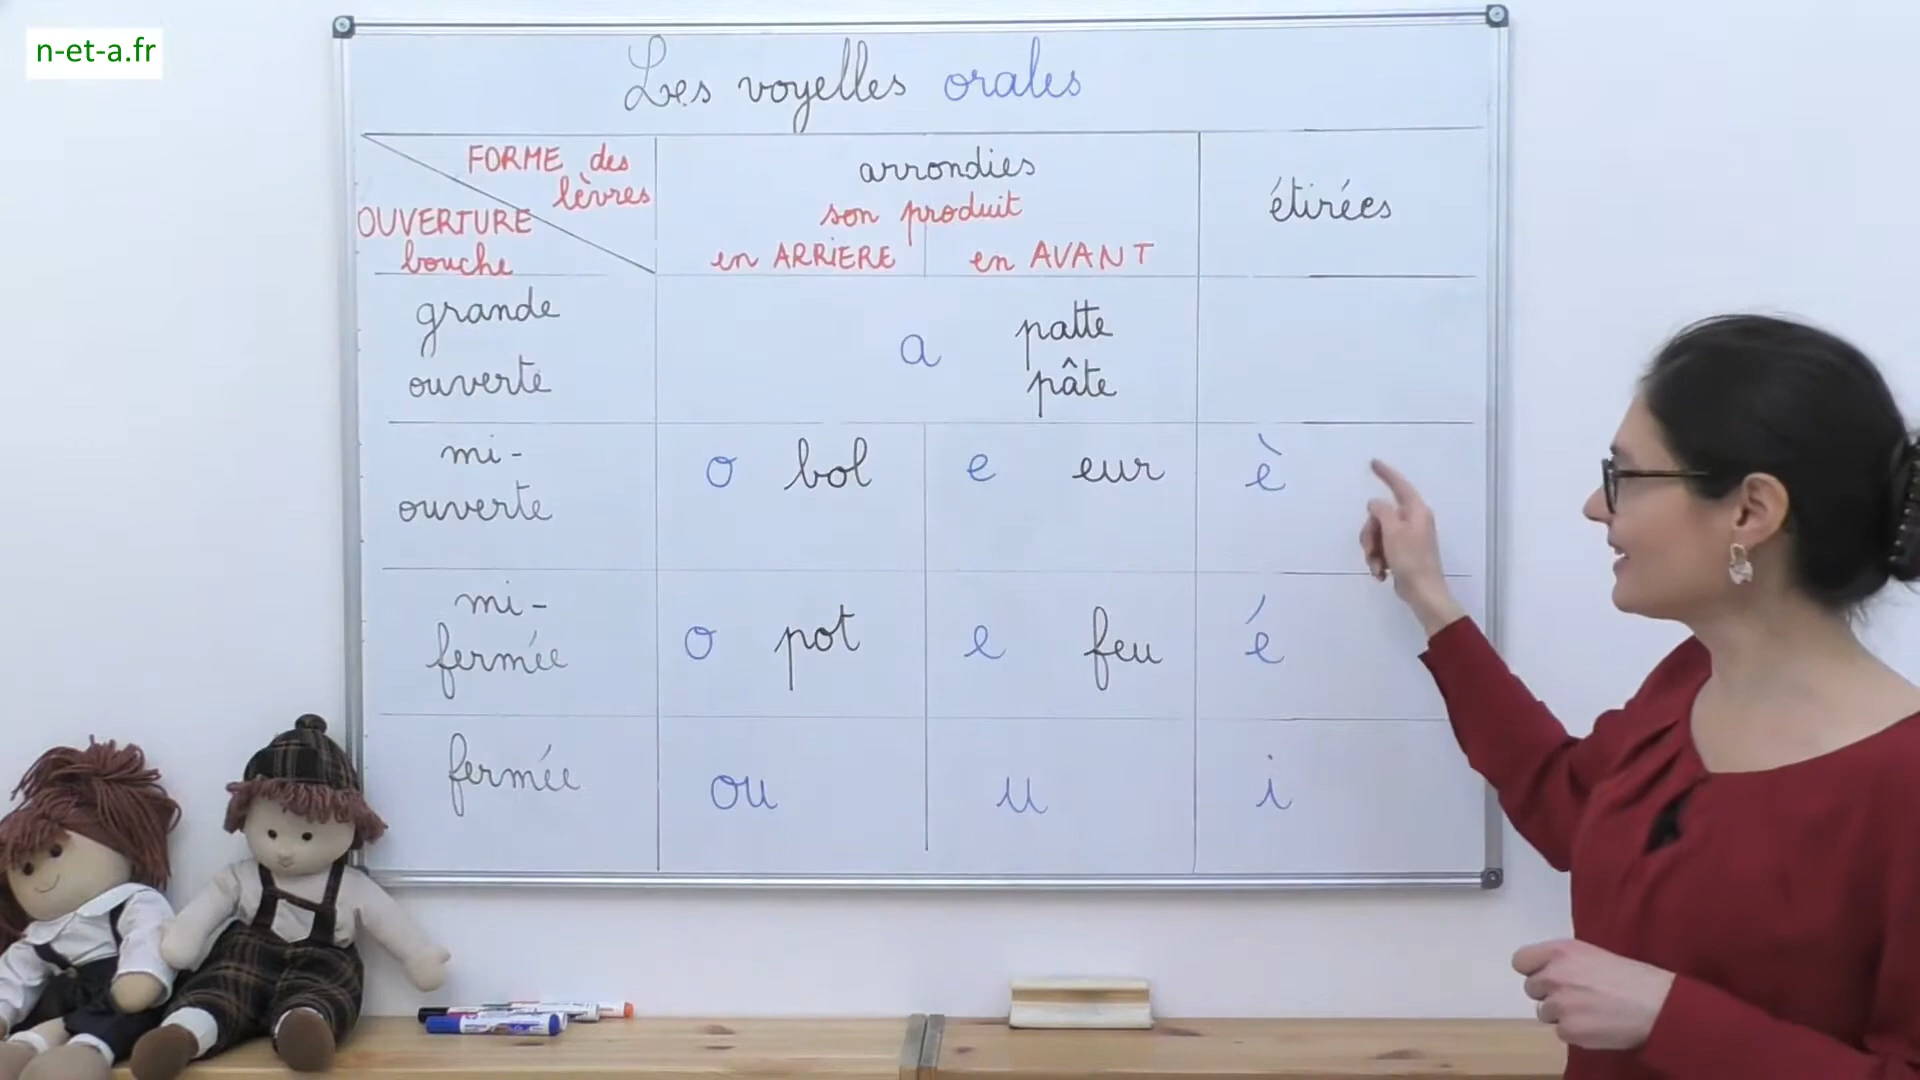 n-et-a.fr
Les voyelles orales
FORME des
lèvres
OUVERTURE
bouche
arrondies
son produit
en ARRIERE en AVANT
étirées
grande
ouverte
a
patte
pâte
mi-
ouverte
o bol
e eur
è
mi-
fermée
o pot
e feu
é
fermée
ou
u
i